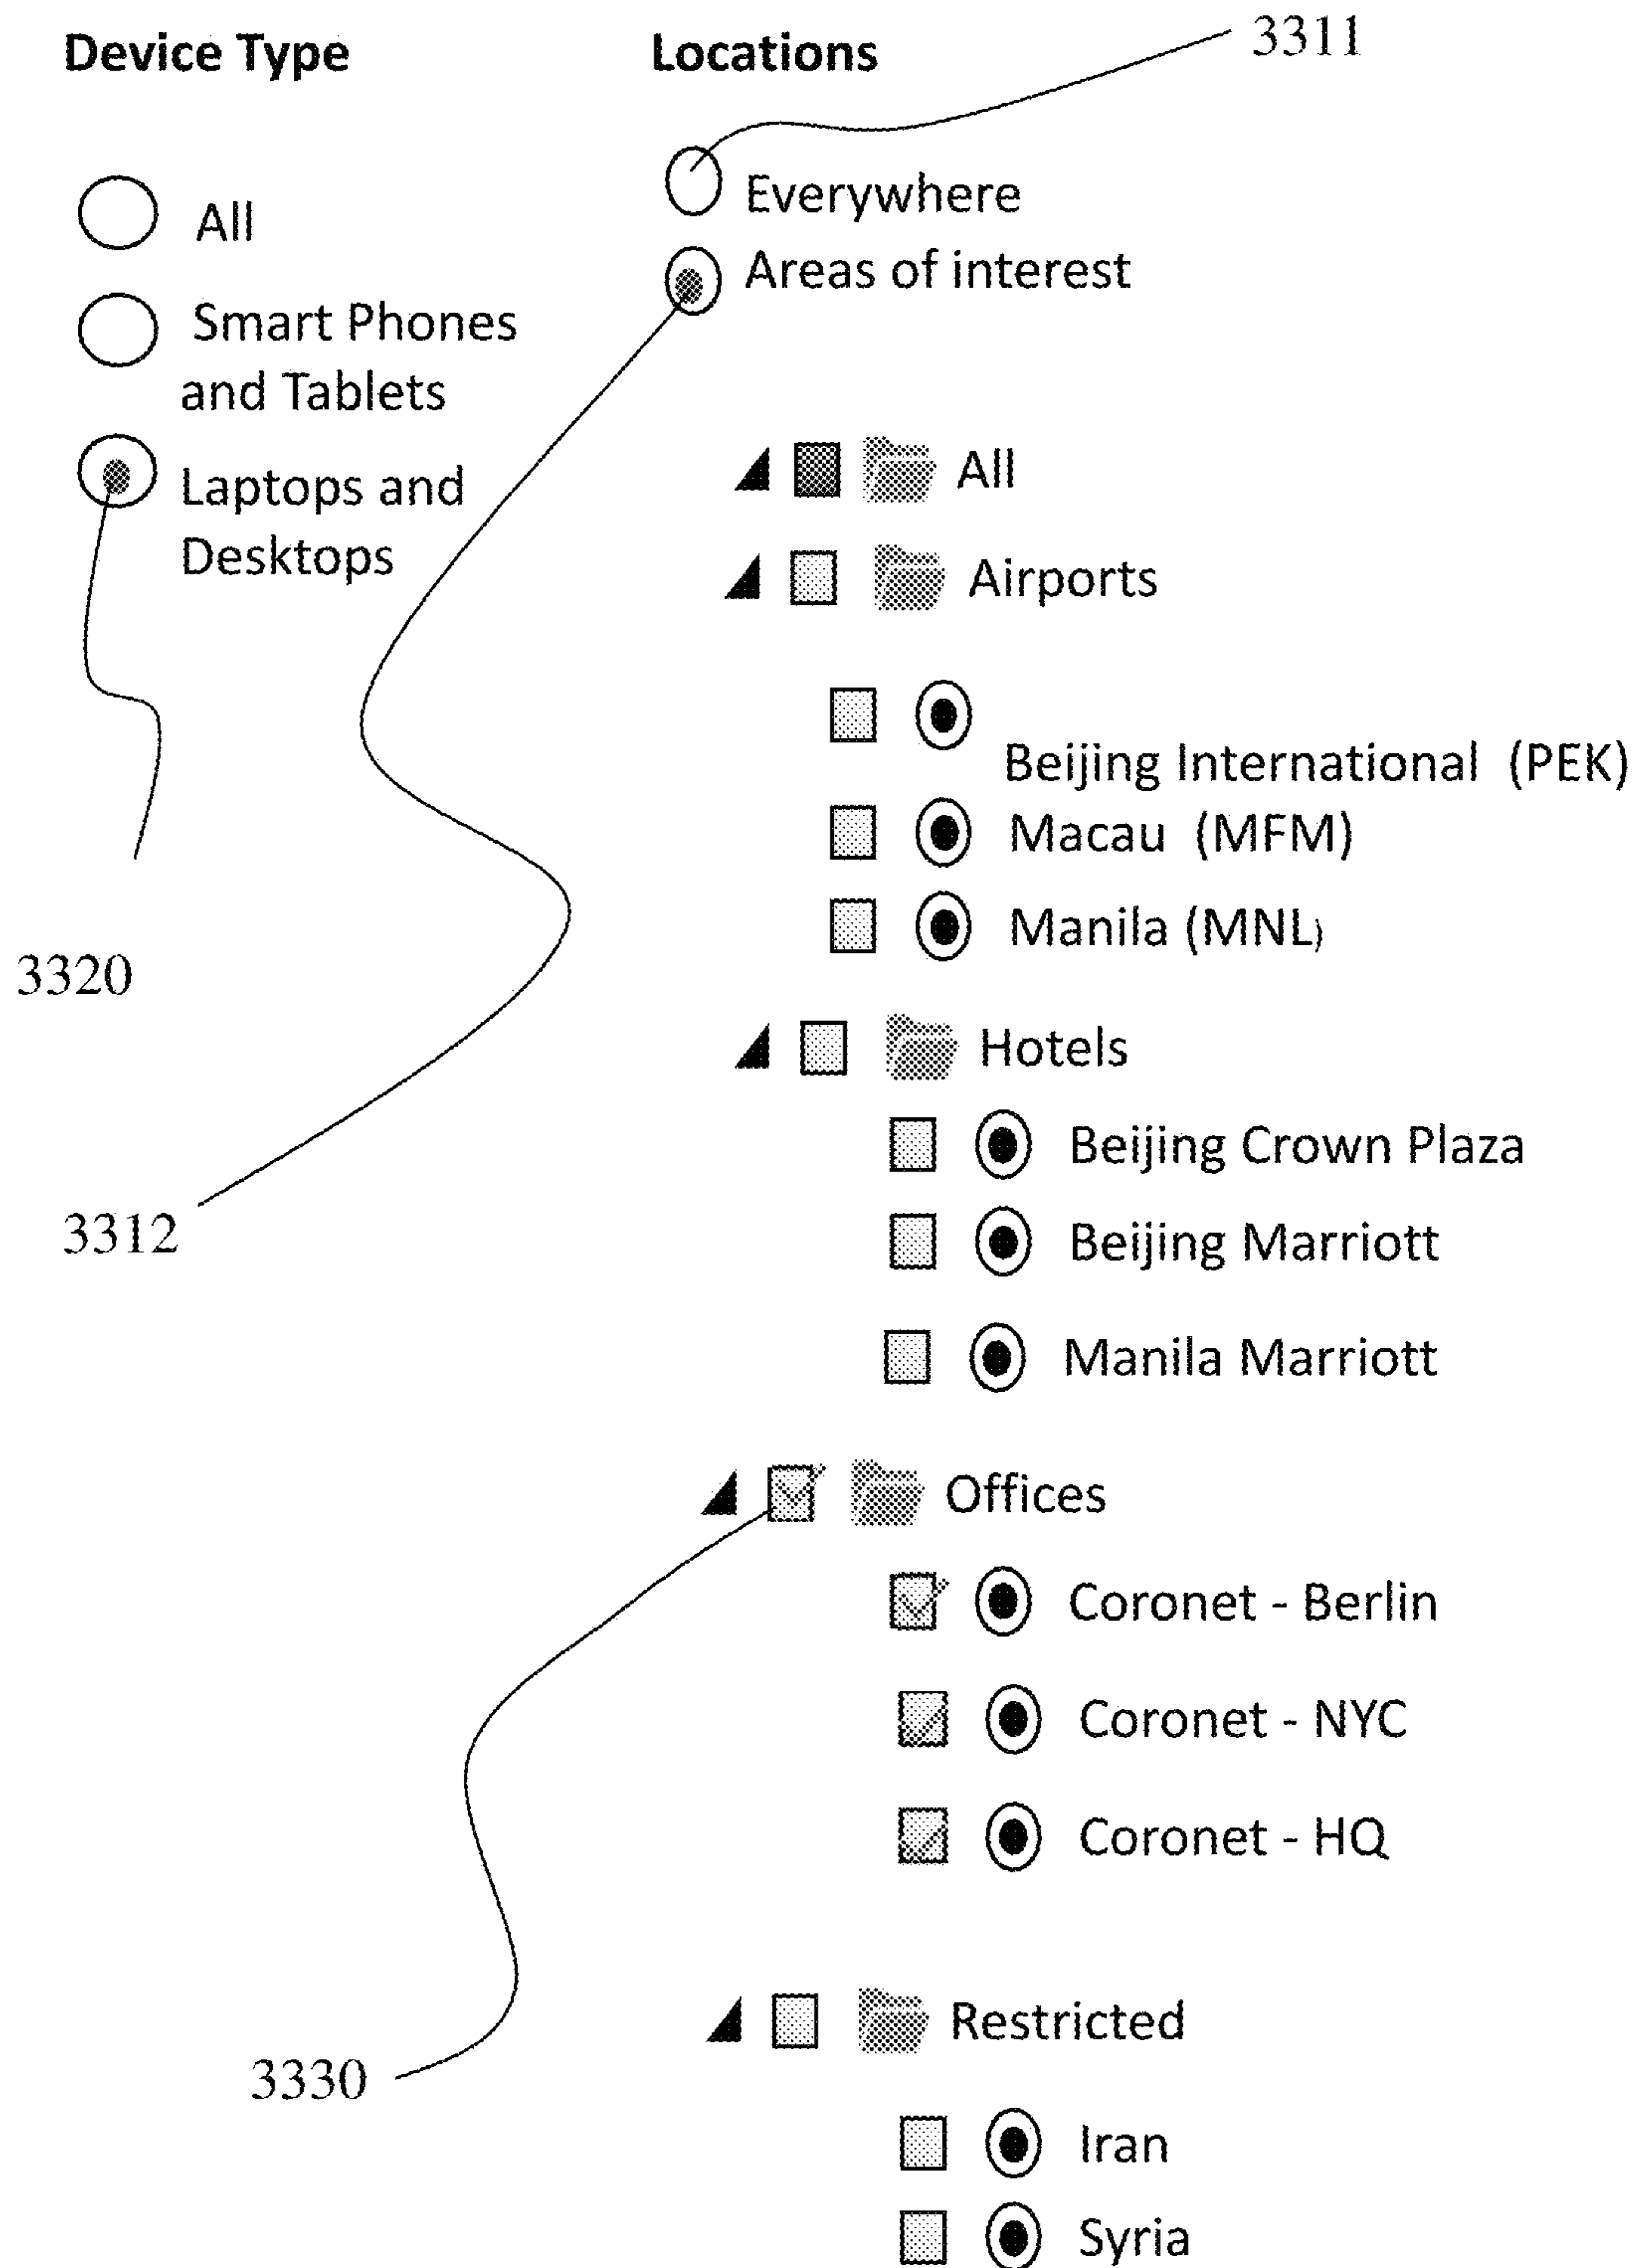 Device Type
Locations
3311
All
Smart Phones
and Tablets
Laptops and
Desktops
3320
3312
Everywhere
Areas of interest
All
Airports
Beijing International (PEK)
Macau (MFM)
Manila (MNL)
Hotels
Beijing Crown Plaza
Beijing Marriott
Manila Marriott
Offices
Coronet - Berlin
Coronet - NYC
Coronet - HQ
3330
Restricted
Iran
Syria